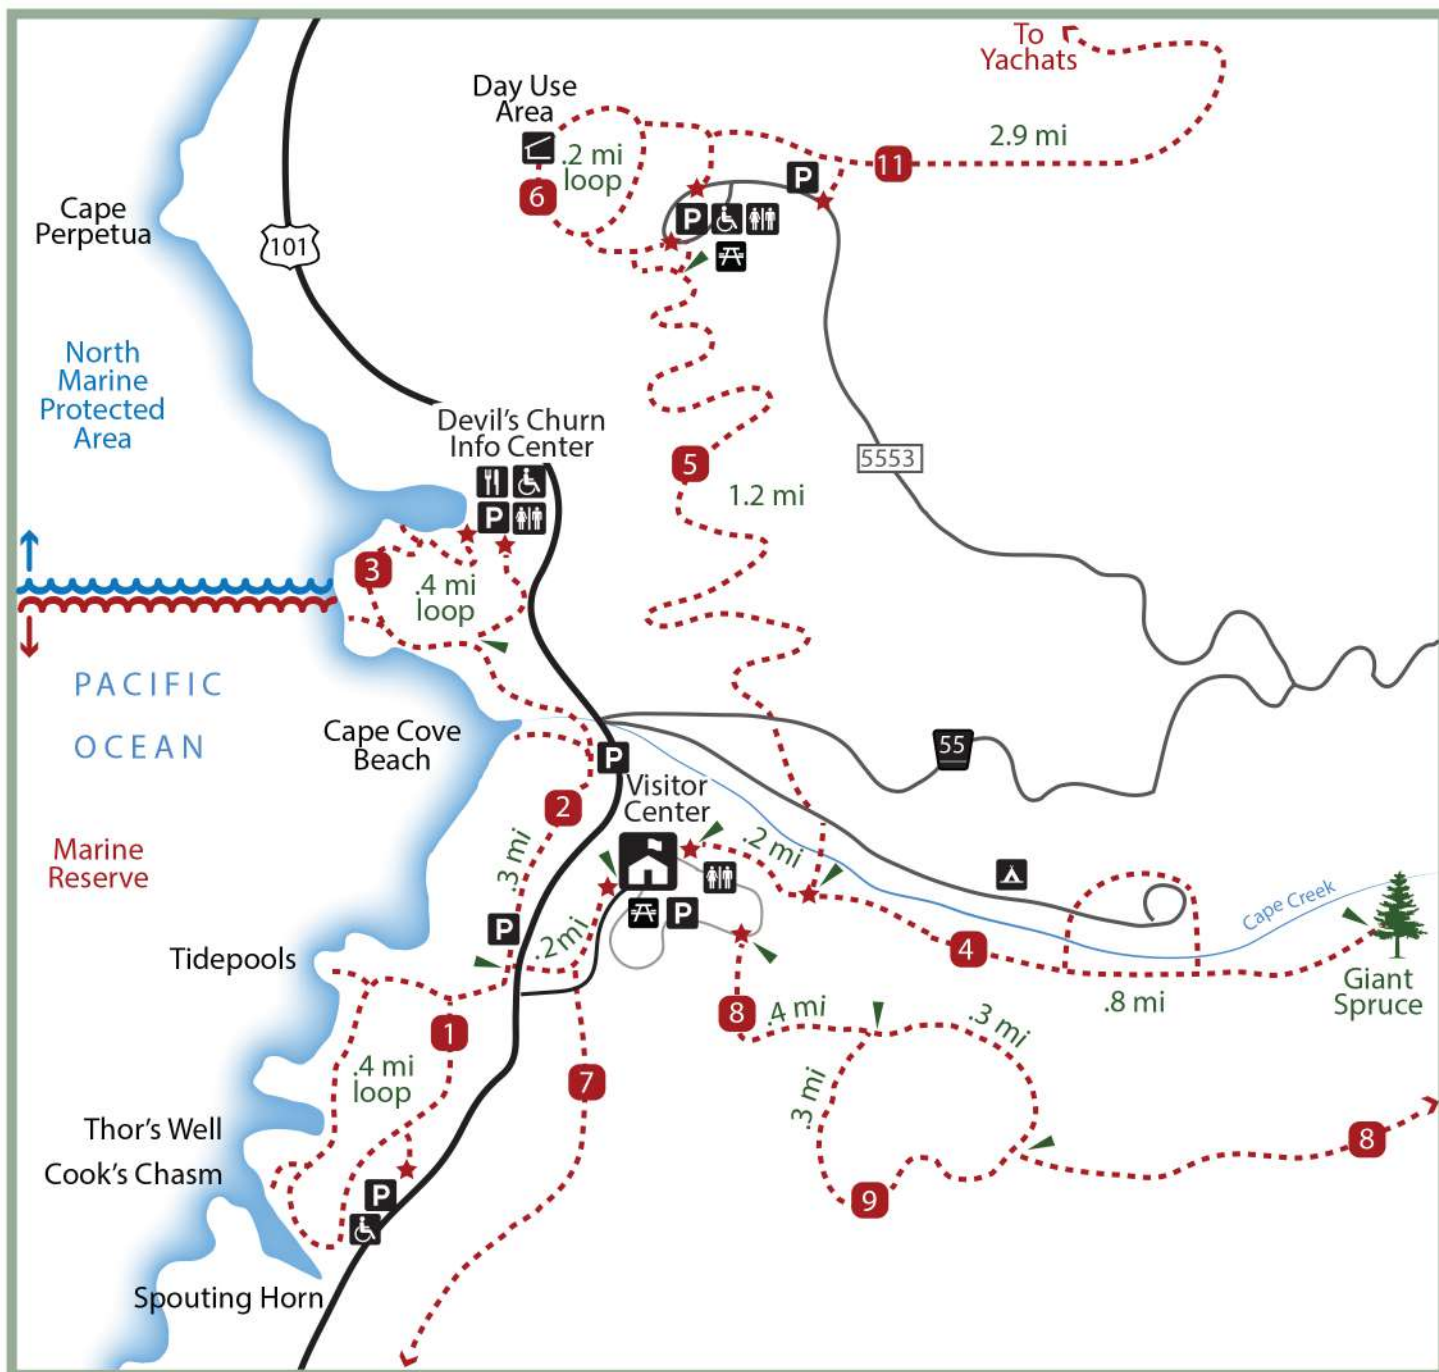 To
Yachats
Day Use
Area
2.9 mi
.2 mi
loop
11
P
6
Cape
Perpetua
P
101
North
Marine
Protected
Area
Devil's Churn
Info Center
5
5553
1.2 mi
P
3
.4 mi
loop
PACIFIC
OCEAN
Cape Cove
Beach
55
P
Visitor
Center
2
.3 mi
.2 mi
Marine
Reserve
Cape Creek
P
P
.2mi
4
Tidepools
Giant
Spruce
.8 mi
8
.4 mi
.3 mi
1
.4 mi
loop
7
.3 mi
Thor's Well
8
Cook's Chasm
P
9
Spouting Horn